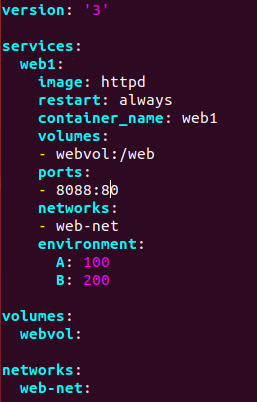 version: '3'

services:
  web1:
    image: httpd
    restart: always
    container_name: web1
    volumes:
    - webvol:/web
    ports:
    - 8088:80
    networks:
    - web-net
    environment:
      A: 100
      B: 200

volumes:
  webvol:

networks:
  web-net: